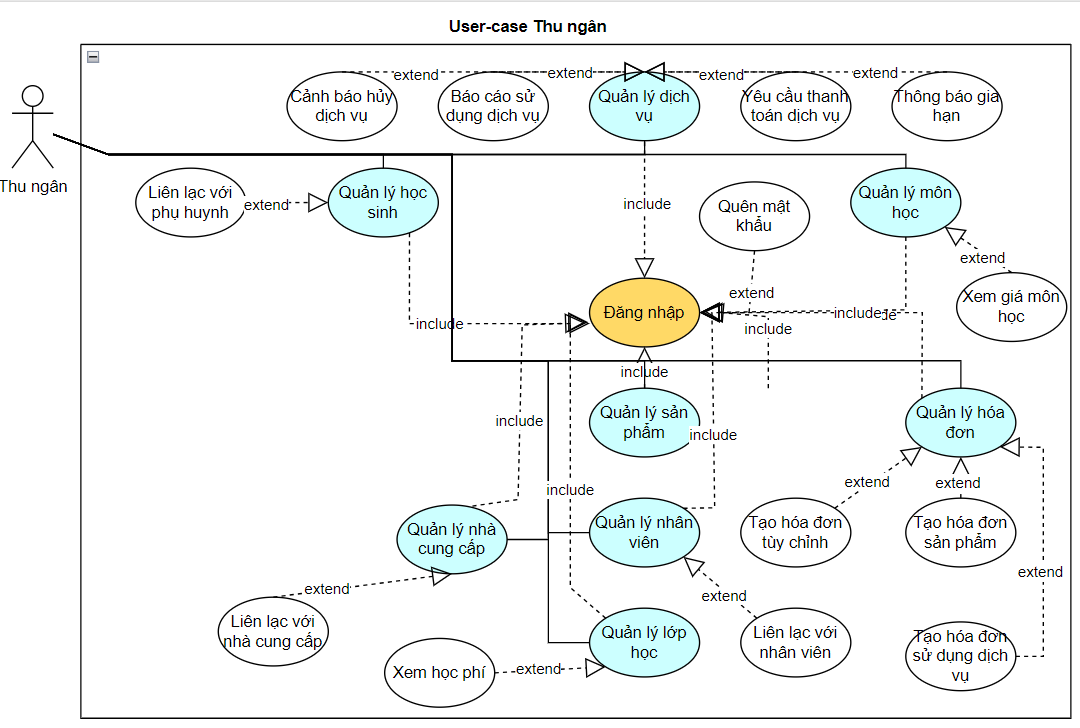 User-case Thu ngân
extend
extend
extend
extend
Cảnh báo hủy
dịch vụ
Báo cáo sử
dụng dịch vụ
Quản lý dịch
vụ
Yêu cầu thanh
toán dịch vụ
Thông báo gia
hạn
Thu ngân
Liên lạc với
phụ huynh
extend
Quản lý học
sinh
include
Quên mật
khẩu
Quản lý môn
học
extend
Xem giá môn
học
extend
Đăng nhập
include
include
include
include
Quản lý sản
phẩm
include
include
Quản lý hóa
đơn
extend
extend
include
Quản lý nhà
cung cấp
Quản lý nhân
viên
Tạo hóa đơn
tùy chỉnh
Tạo hóa đơn
sản phẩm
extend
extend
extend
Liên lạc với
nhà cung cấp
Quản lý lớp
học
Liên lạc với
nhân viên
Tạo hóa đơn
sử dụng dịch
vụ
Xem học phí
extend